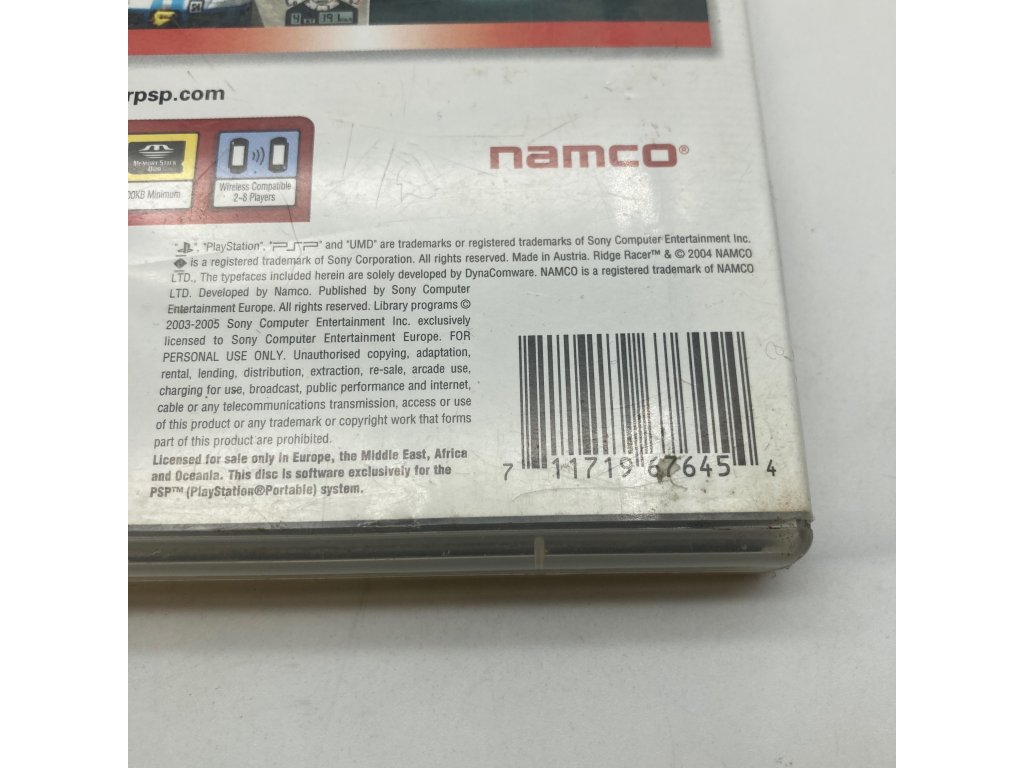 4 191
rpsp.com
MEMORY STICK
DUO
00KB Minimum
Wireless Compatible
2-8 Players
namco®
"PlayStation", "PSP" and "UMD" are trademarks or registered trademarks of Sony Computer Entertainment Inc.
is a registered trademark of Sony Corporation. All rights reserved. Made in Austria. Ridge Racer™ & © 2004 NAMCO
LTD., The typefaces included herein are solely developed by DynaComware. NAMCO is a registered trademark of NAMCO
LTD. Developed by Namco. Published by Sony Computer
Entertainment Europe. All rights reserved. Library programs ©
2003-2005 Sony Computer Entertainment Inc. exclusively
licensed to Sony Computer Entertainment Europe. FOR
PERSONAL USE ONLY. Unauthorised copying, adaptation,
rental, lending, distribution, extraction, re-sale, arcade use,
charging for use, broadcast, public performance and internet,
cable or any telecommunications transmission, access or use
of this product or any trademark or copyright work that forms
part of this product are prohibited.
Licensed for sale only in Europe, the Middle East, Africa
and Oceania. This disc is software exclusively for the
PSP™ (PlayStation®Portable) system.
7 11719 67645 4